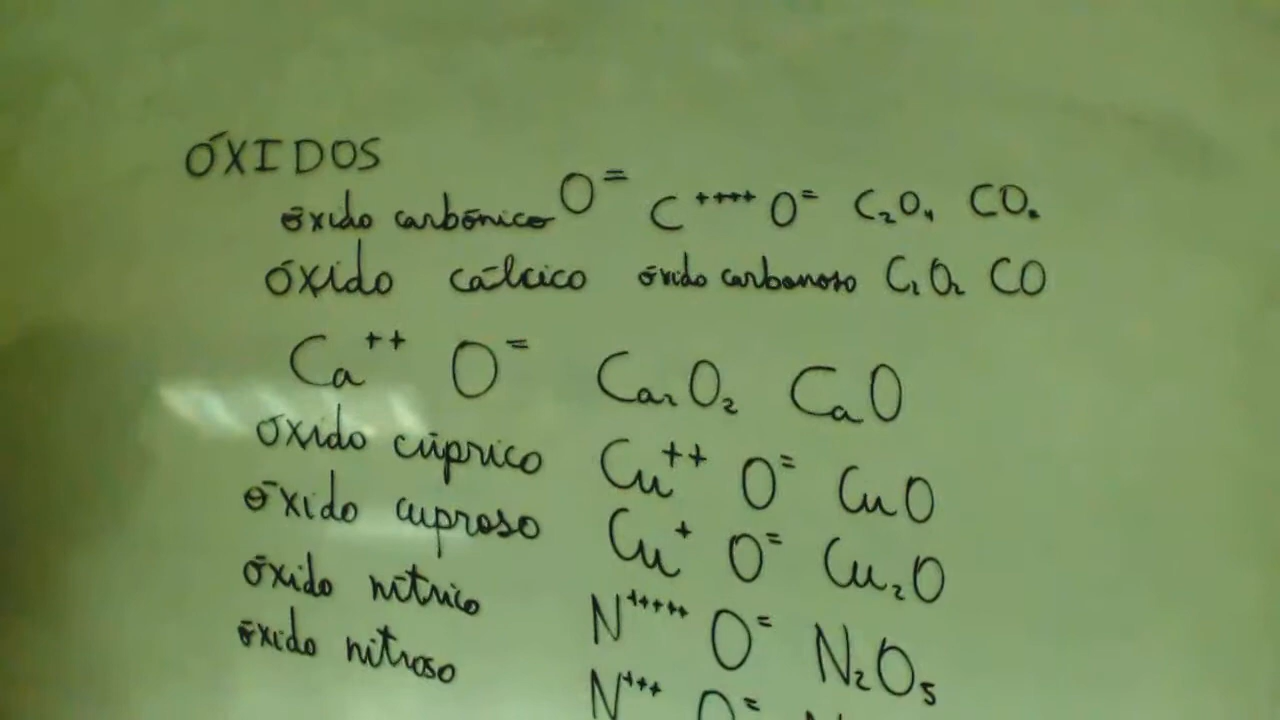 ÓXIDOS
óxido carbónico O⁼ C⁺⁺⁺⁺ O⁼ C₂O₄ CO₂
óxido cálcico óxido carbonoso C₂O₂ CO
Ca⁺⁺ O⁼ Ca₂O₂ CaO
óxido cúprico Cu⁺⁺ O⁼ CuO
óxido cuproso Cu⁺ O⁼ Cu₂O
óxido nítrico N⁺⁺⁺⁺⁺ O⁼ N₂O₅
óxido nitroso N⁺⁺⁺ O⁼